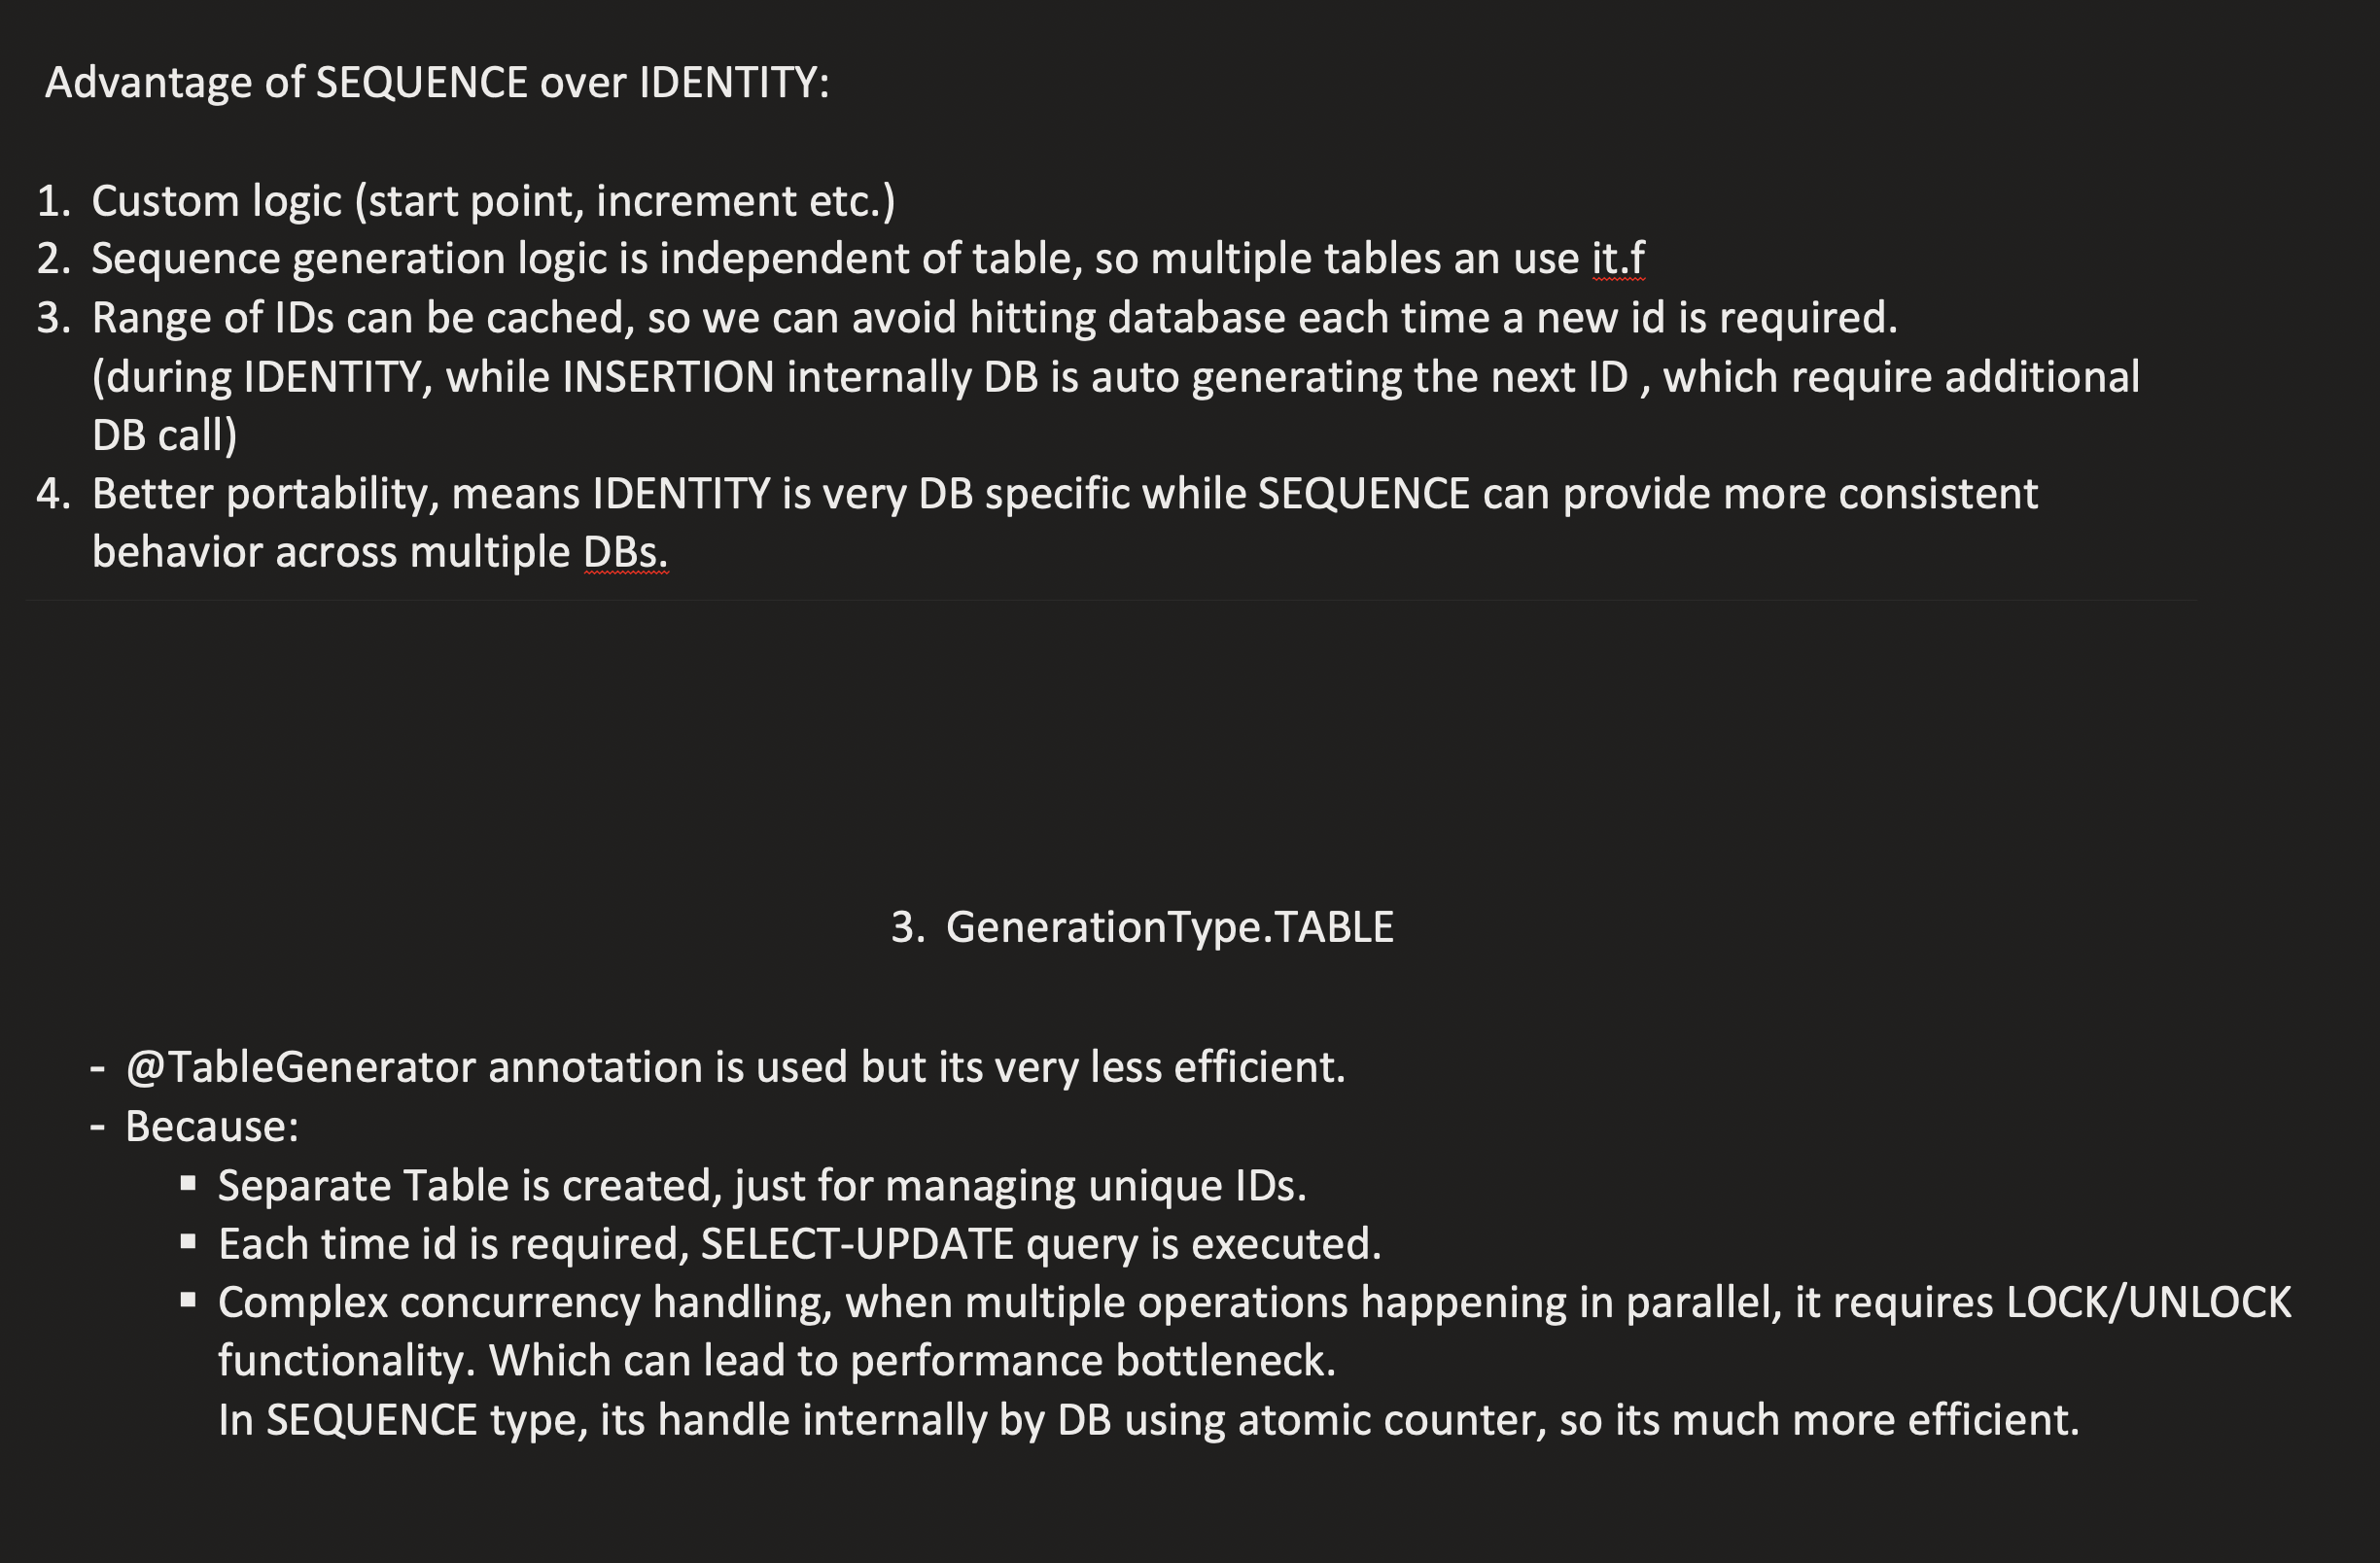 Advantage of SEQUENCE over IDENTITY:
1. Custom logic (start point, increment etc.)
2. Sequence generation logic is independent of table, so multiple tables an use it.f
3. Range of IDs can be cached, so we can avoid hitting database each time a new id is required.
(during IDENTITY, while INSERTION internally DB is auto generating the next ID , which require additional
DB call)
4. Better portability, means IDENTITY is very DB specific while SEQUENCE can provide more consistent
behavior across multiple DBs.
3. GenerationType.TABLE
- @TableGenerator annotation is used but its very less efficient.
- Because:
▪ Separate Table is created, just for managing unique IDs.
▪ Each time id is required, SELECT-UPDATE query is executed.
▪ Complex concurrency handling, when multiple operations happening in parallel, it requires LOCK/UNLOCK
functionality. Which can lead to performance bottleneck.
In SEQUENCE type, its handle internally by DB using atomic counter, so its much more efficient.